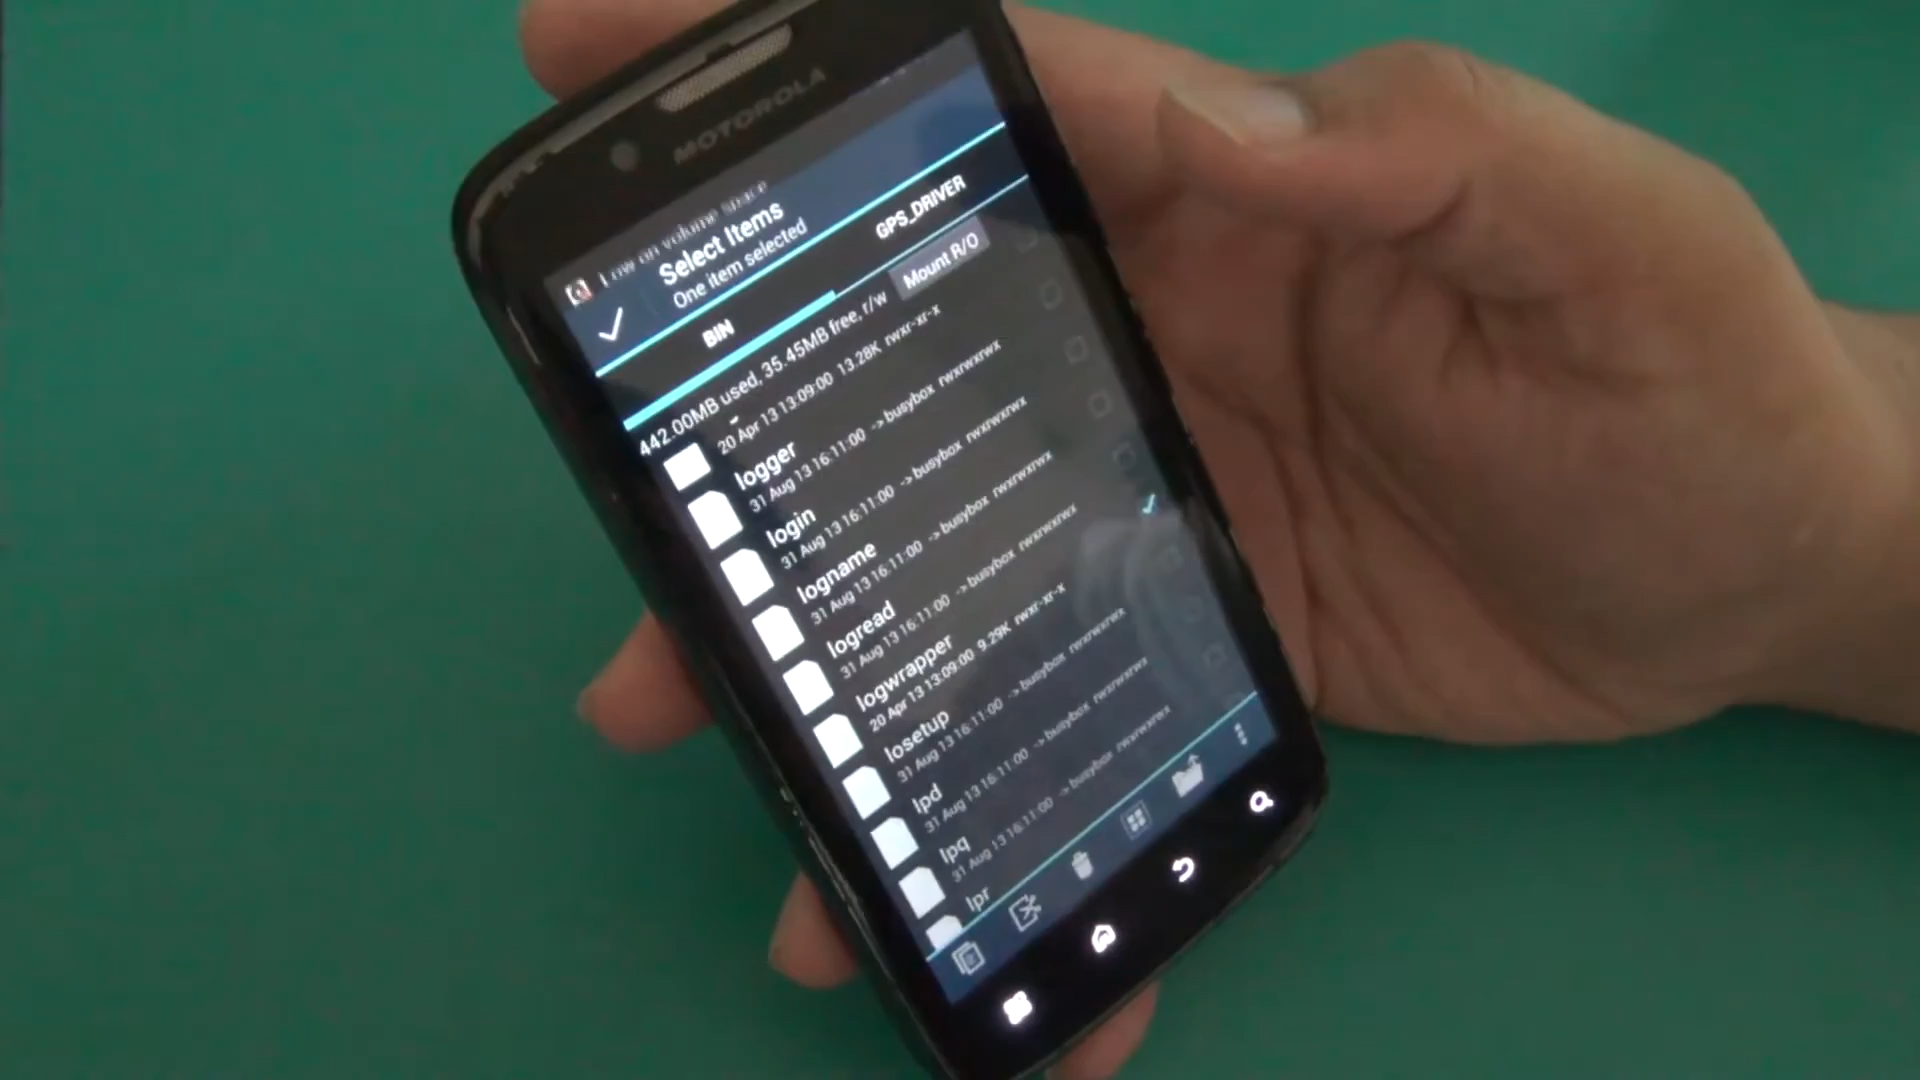 MOTOROLA
Low on volume space
Select Items
One item selected
BIN
GPS_DRIVER
442.00MB used, 35.45MB free, r/w
Mount R/O
20 Apr 13 13:09:00 13.28K rwxr-xr-x
logger
31 Aug 13 16:11:00 -> busybox rwxrwxrwx
login
31 Aug 13 16:11:00 -> busybox rwxrwxrwx
logname
31 Aug 13 16:11:00 -> busybox rwxrwxrwx
logread
31 Aug 13 16:11:00 -> busybox rwxrwxrwx
logwrapper
20 Apr 13 13:09:00 9.29K rwxr-xr-x
losetup
31 Aug 13 16:11:00 -> busybox rwxrwxrwx
lpd
31 Aug 13 16:11:00 -> busybox rwxrwxrwx
lpq
31 Aug 13 16:11:00 -> busybox rwxrwxrwx
lpr